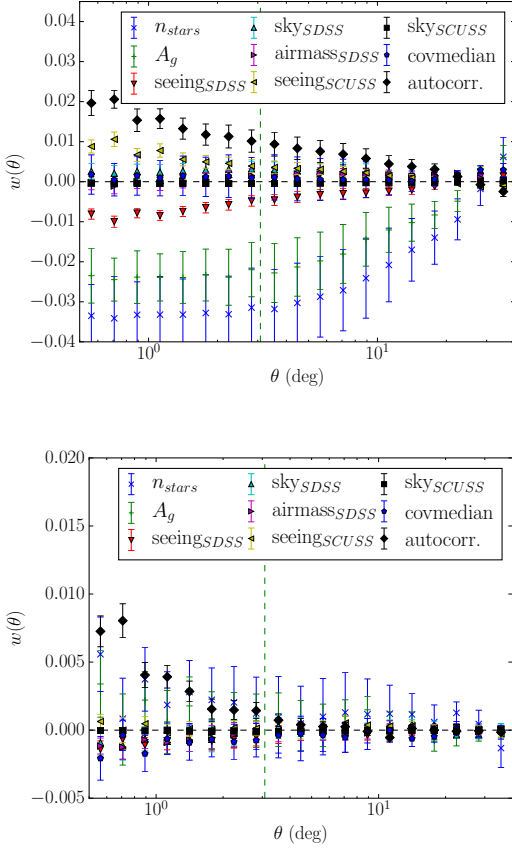 0.04
0.03
0.02
0.01
0.00
−0.01
−0.02
−0.03
−0.04
w(θ)
n_stars
A_g
seeing_SDSS
sky_SDSS
airmass_SDSS
seeing_SCUSS
sky_SCUSS
covmedian
autocorr.
10^0
10^1
θ (deg)
0.020
0.015
0.010
0.005
0.000
−0.005
w(θ)
n_stars
A_g
seeing_SDSS
sky_SDSS
airmass_SDSS
seeing_SCUSS
sky_SCUSS
covmedian
autocorr.
10^0
10^1
θ (deg)